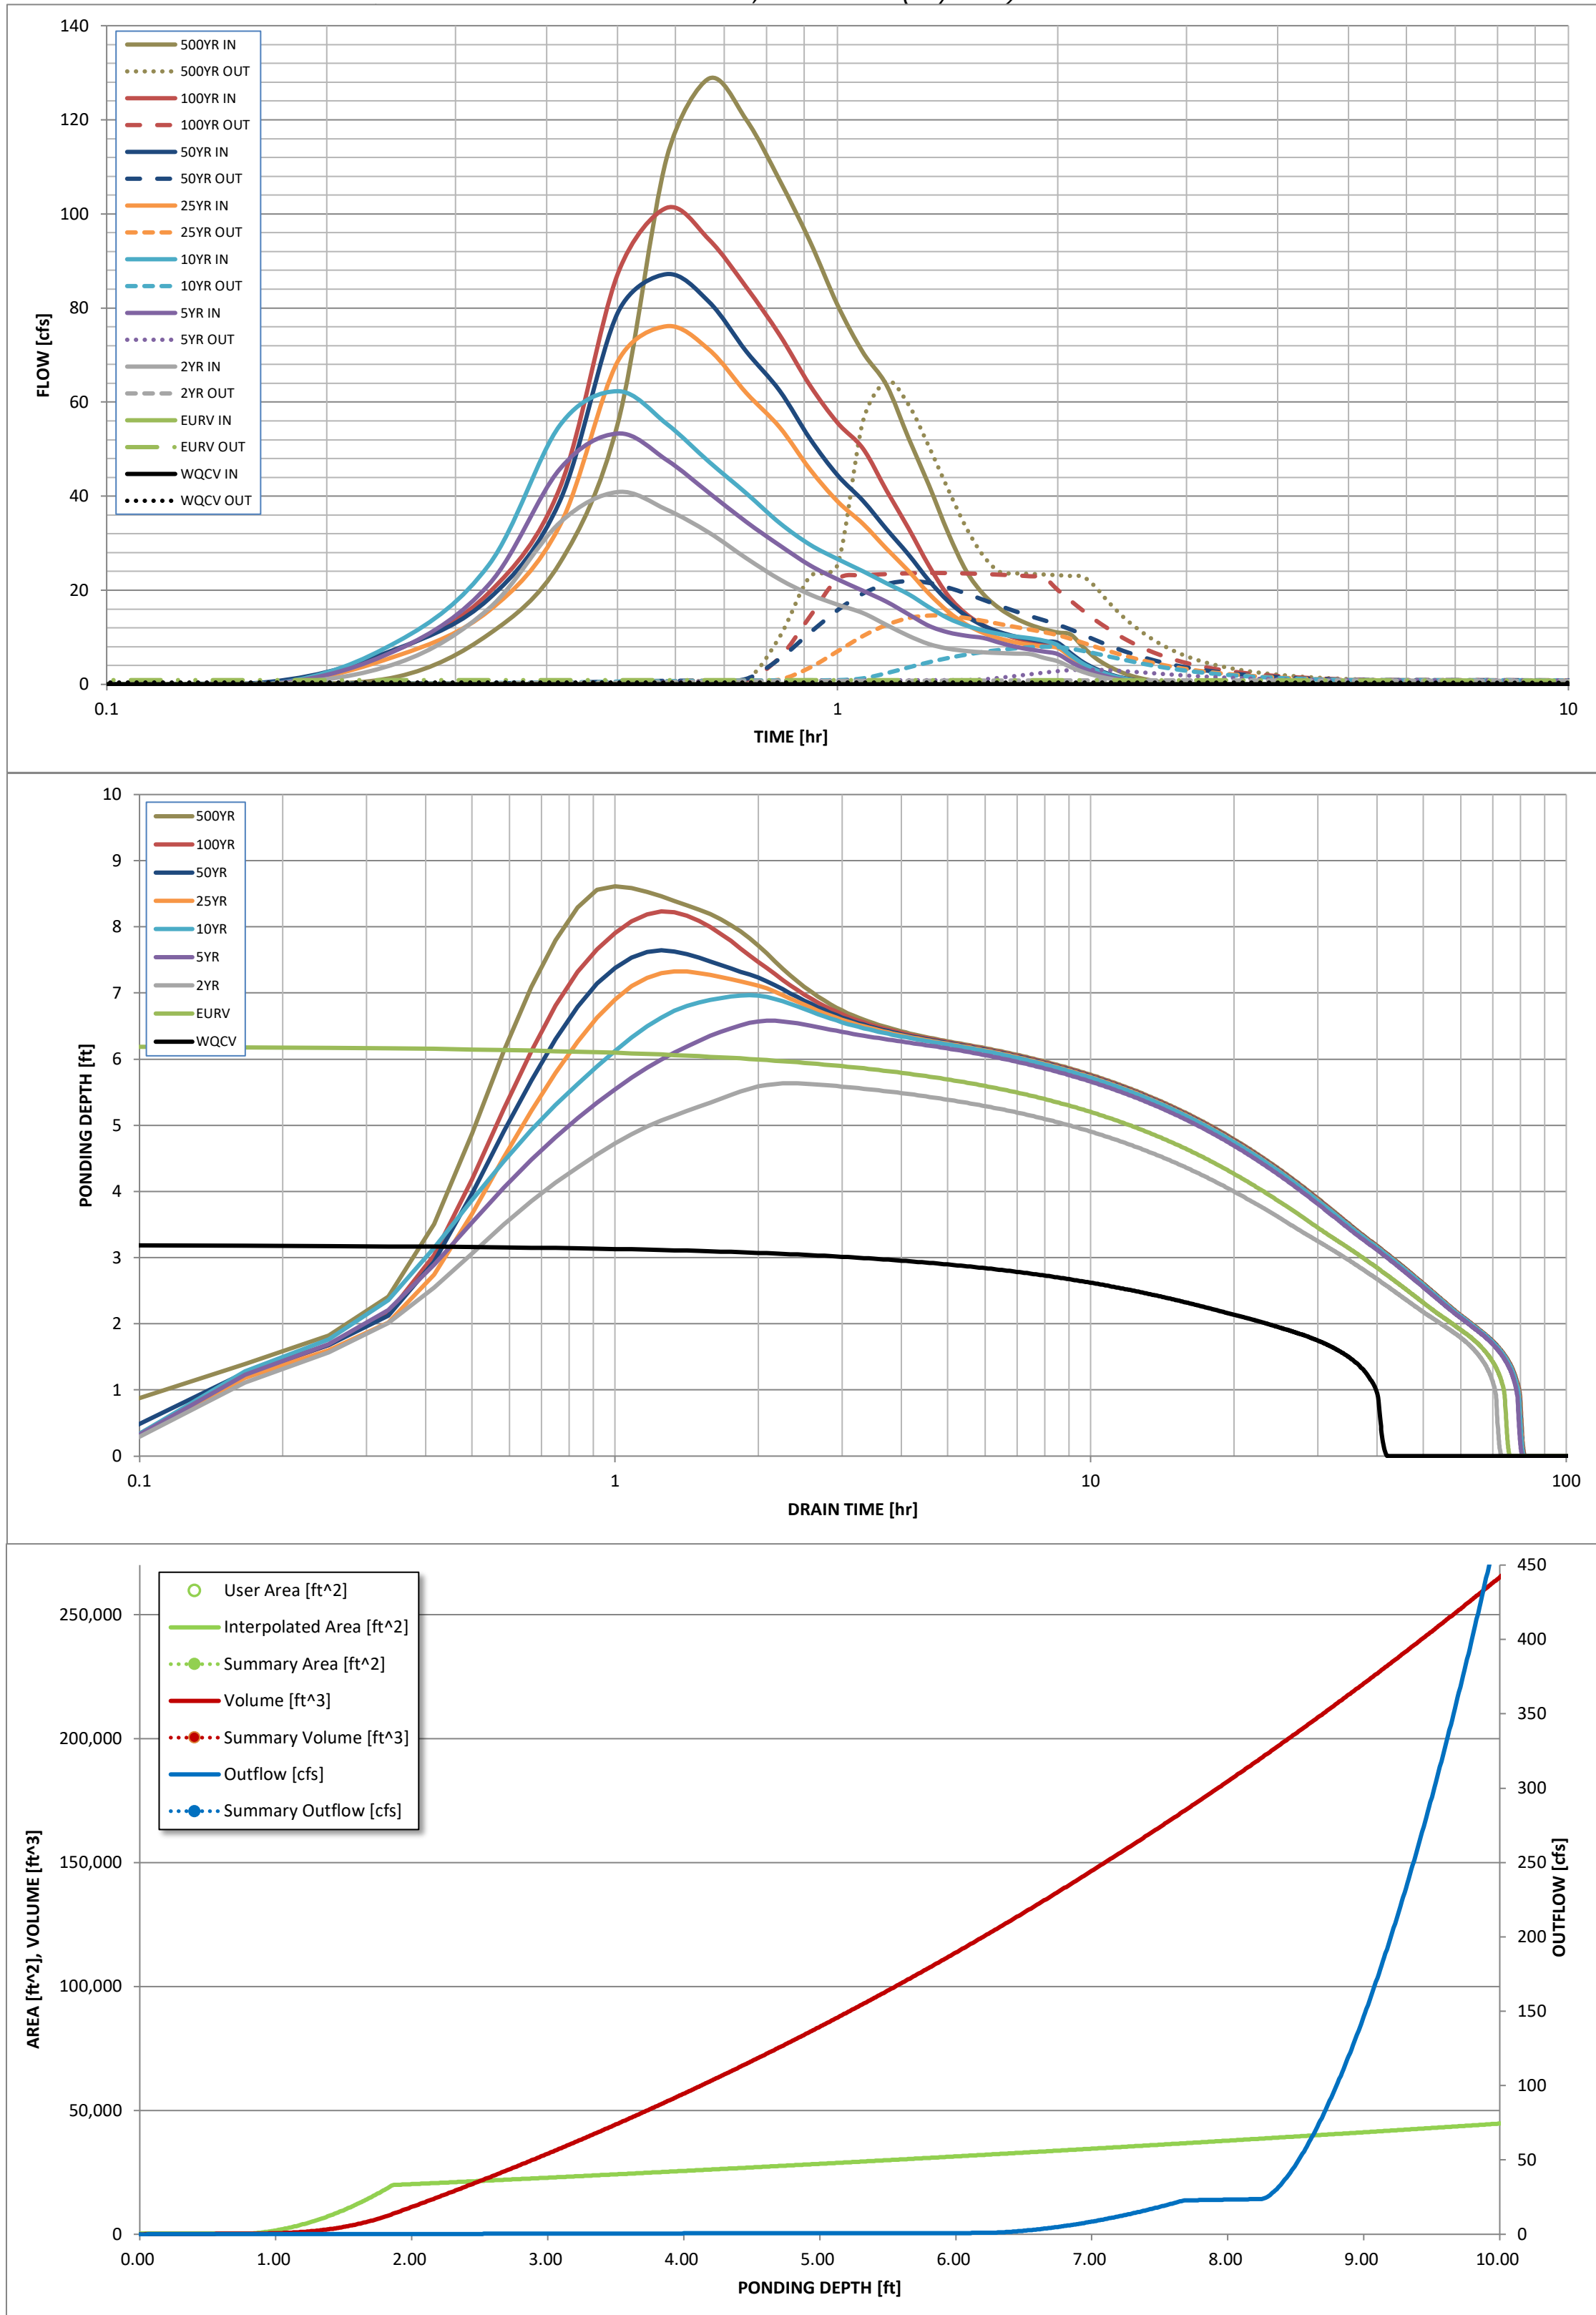 140
120
100
80
60
40
20
0
FLOW [cfs]
500YR IN
500YR OUT
100YR IN
100YR OUT
50YR IN
50YR OUT
25YR IN
25YR OUT
10YR IN
10YR OUT
5YR IN
5YR OUT
2YR IN
2YR OUT
EURV IN
EURV OUT
WQCV IN
WQCV OUT
0.1 1 10
TIME [hr]
10
9
8
7
6
5
4
3
2
1
0
PONDING DEPTH [ft]
500YR
100YR
50YR
25YR
10YR
5YR
2YR
EURV
WQCV
0.1 1 10 100
DRAIN TIME [hr]
250,000
200,000
150,000
100,000
50,000
0
AREA [ft^2], VOLUME [ft^3]
User Area [ft^2]
Interpolated Area [ft^2]
Summary Area [ft^2]
Volume [ft^3]
Summary Volume [ft^3]
Outflow [cfs]
Summary Outflow [cfs]
450
400
350
300
250
200
150
100
50
0
OUTFLOW [cfs]
0.00 1.00 2.00 3.00 4.00 5.00 6.00 7.00 8.00 9.00 10.00
PONDING DEPTH [ft]